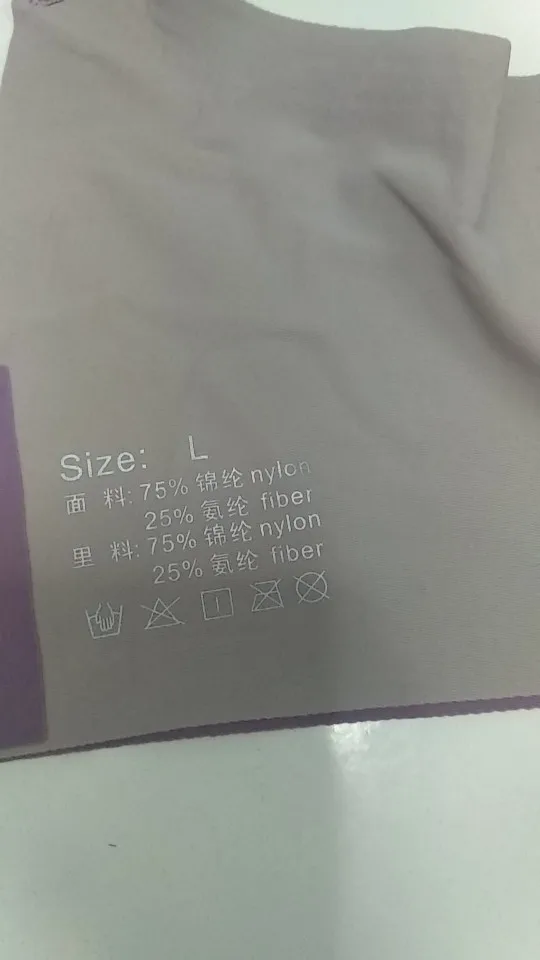 Size: L
面 料: 75% 锦纶 nylon
25% 氨纶 fiber
里 料: 75% 锦纶 nylon
25% 氨纶 fiber